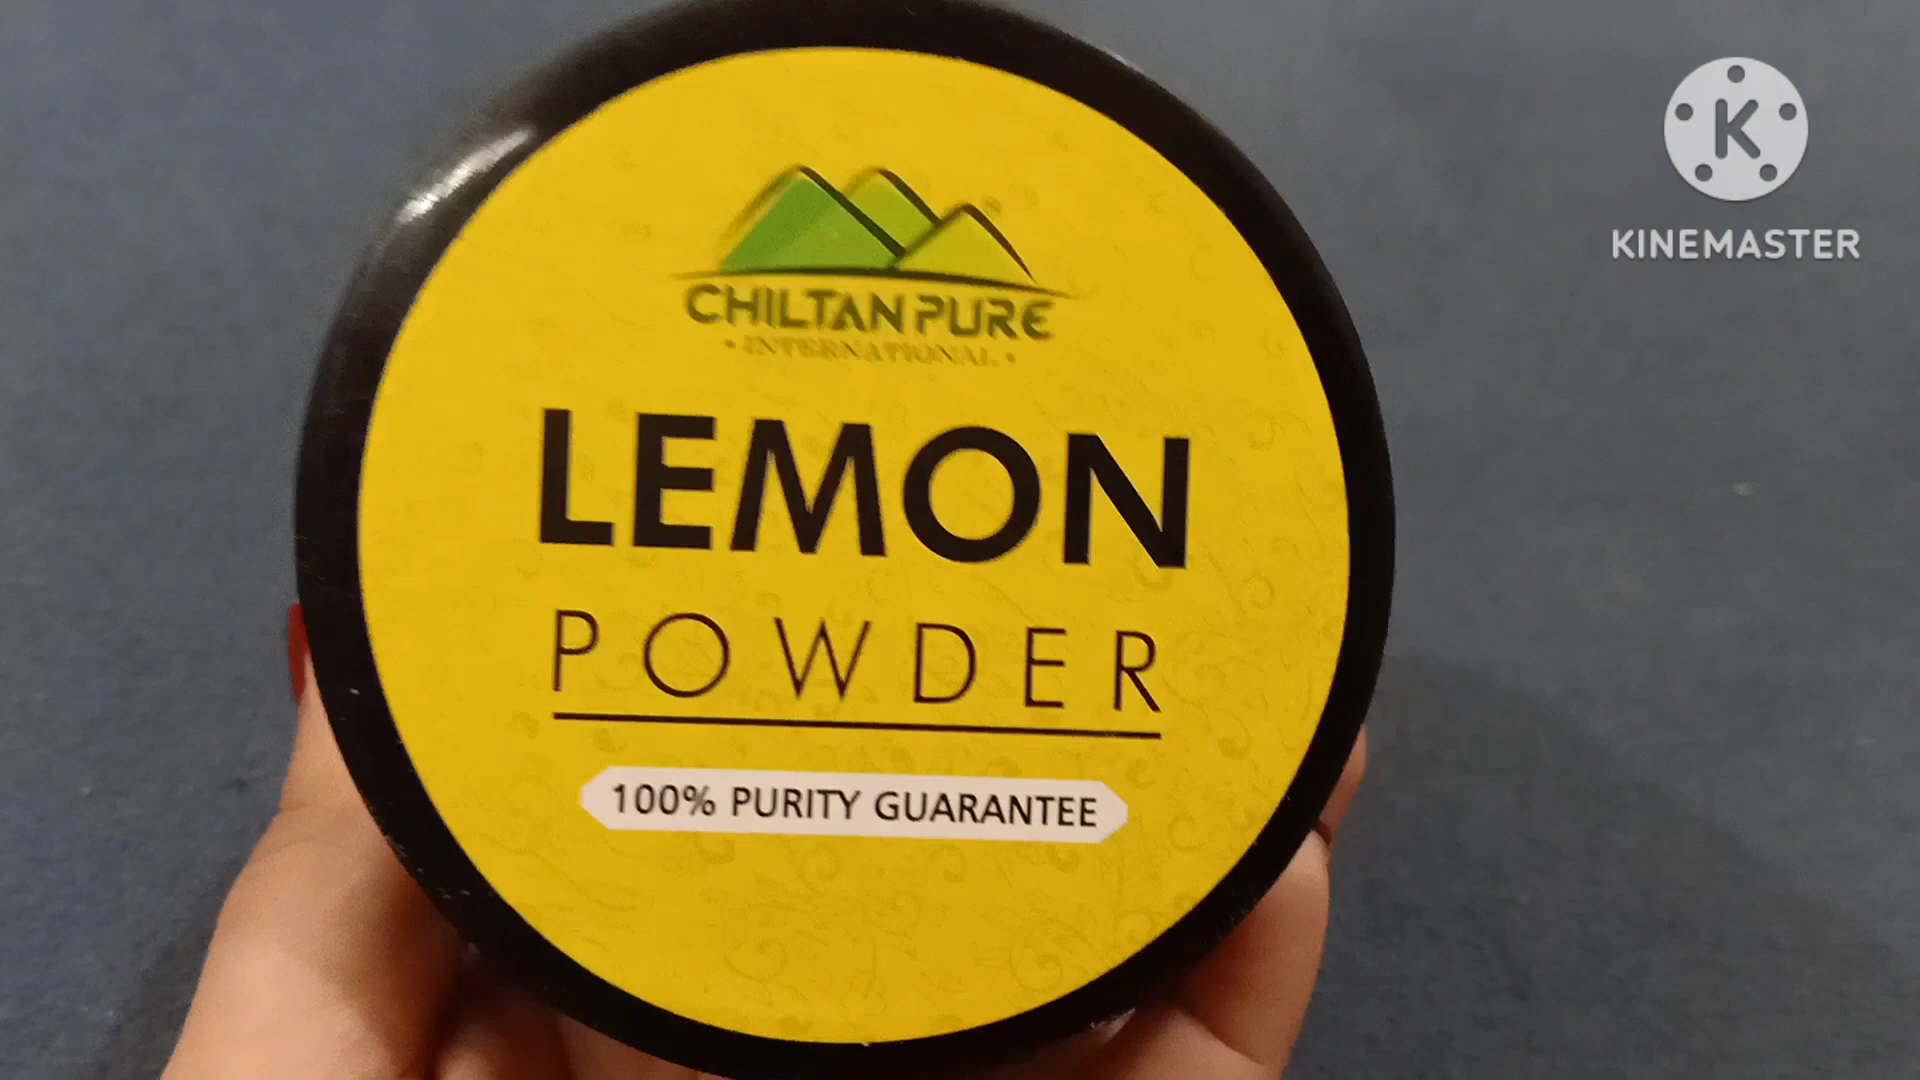 CHILTAN PURE
• INTERNATIONAL •
LEMON
POWDER
100% PURITY GUARANTEE
K
KINEMASTER